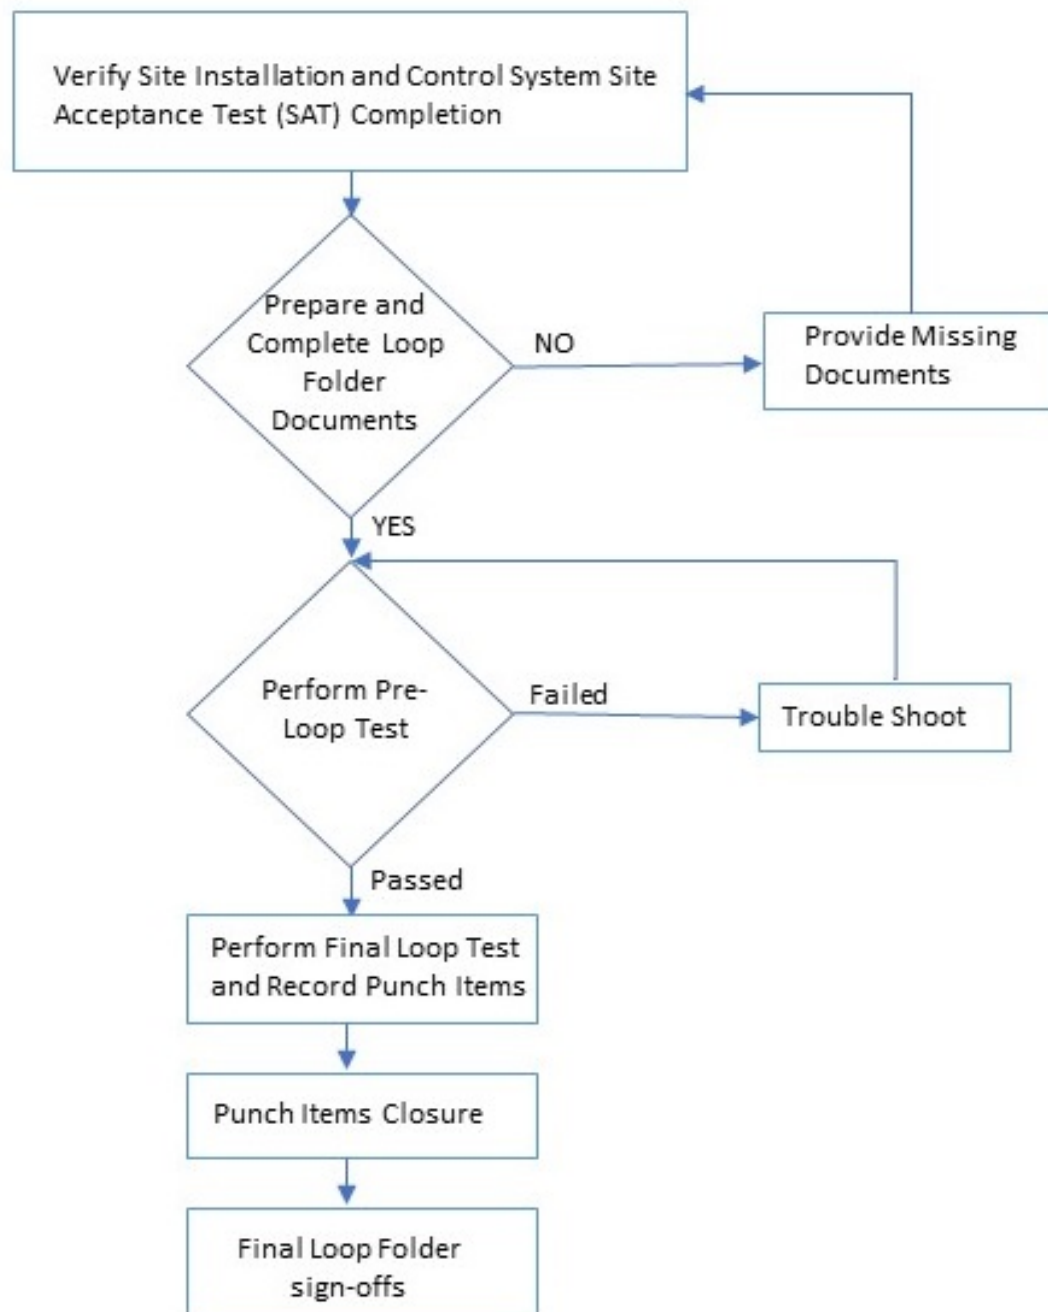 Verify Site Installation and Control System Site
Acceptance Test (SAT) Completion
Prepare and
Complete Loop
Folder
Documents
NO
Provide Missing
Documents
YES
Perform Pre-
Loop Test
Failed
Trouble Shoot
Passed
Perform Final Loop Test
and Record Punch Items
Punch Items Closure
Final Loop Folder
sign-offs